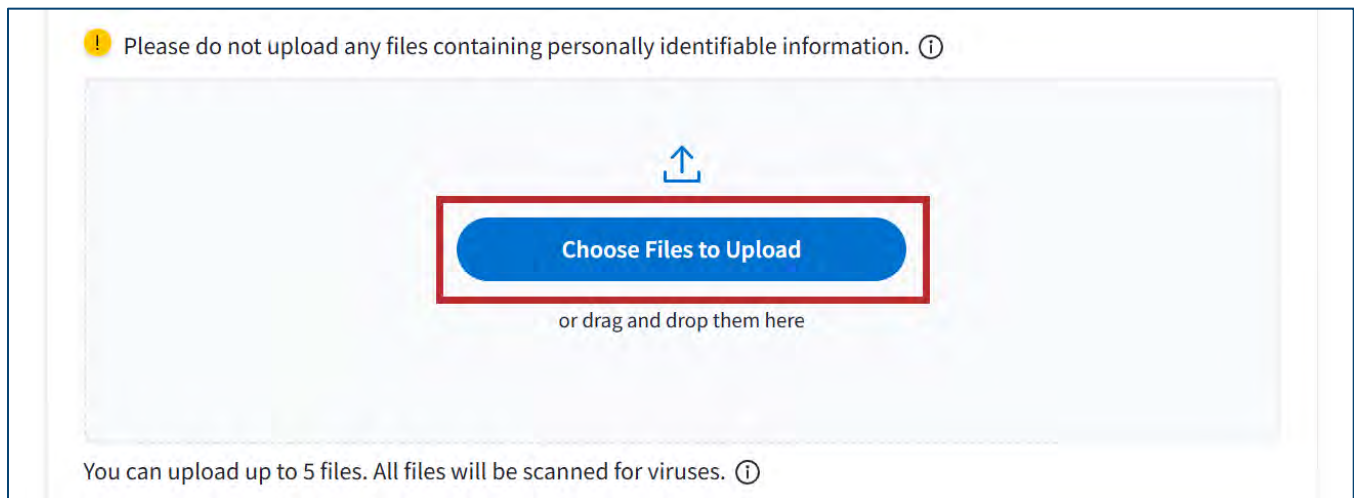 Please do not upload any files containing personally identifiable information.
Choose Files to Upload
or drag and drop them here
You can upload up to 5 files. All files will be scanned for viruses.